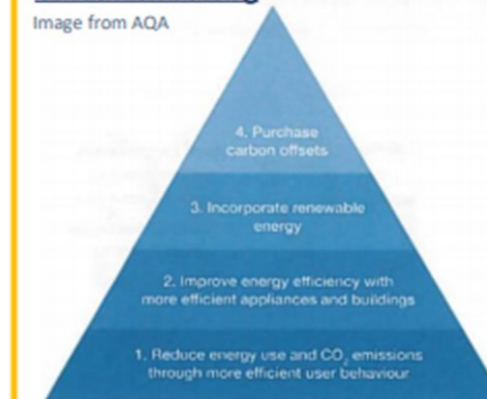 Image from AQA
4. Purchase
carbon offsets
3. Incorporate renewable
energy
2. Improve energy efficiency with
more efficient appliances and buildings
1. Reduce energy use and CO₂ emissions
through more efficient user behaviour